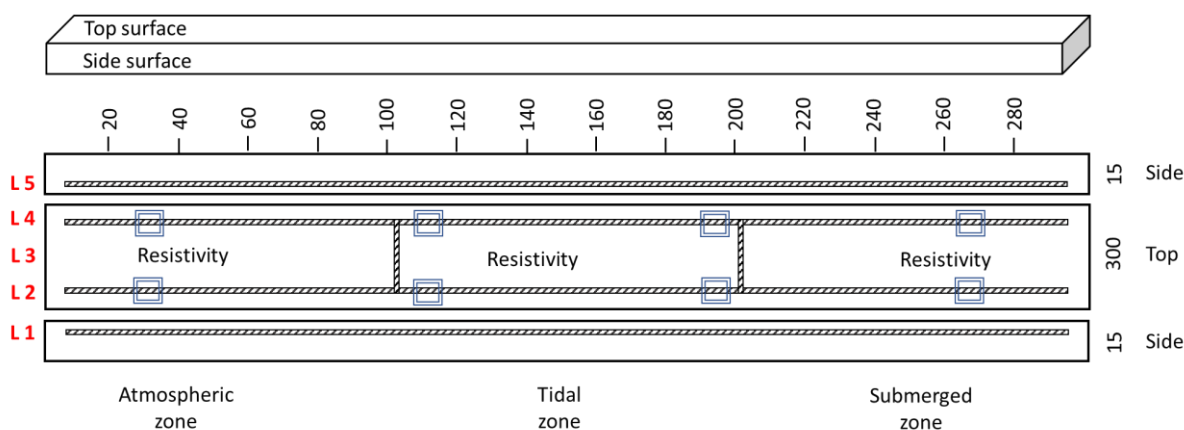 Top surface
Side surface
20 40 60 80 100 120 140 160 180 200 220 240 260 280
L 5 15 Side
L 4
L 3 Resistivity Resistivity Resistivity 300 Top
L 2
L 1 15 Side
Atmospheric zone
Tidal zone
Submerged zone